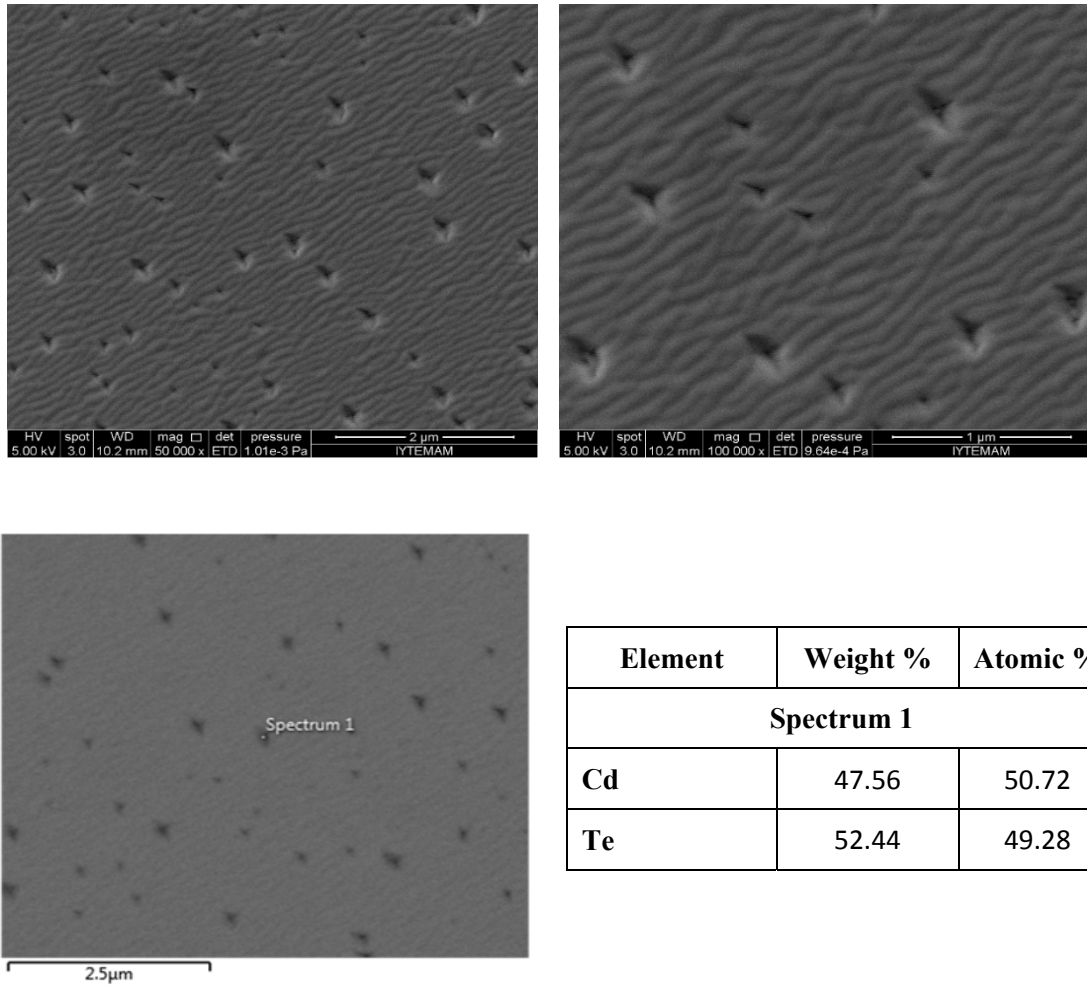 HV spot WD mag □ det pressure 2 µm
5.00 kV 3.0 10.2 mm 50 000 x ETD 1.01e-3 Pa IYTEMAM
HV spot WD mag □ det pressure 1 µm
5.00 kV 3.0 10.2 mm 100 000 x ETD 9.64e-4 Pa IYTEMAM
Spectrum 1
2.5µm
Element Weight % Atomic %
Spectrum 1
Cd 47.56 50.72
Te 52.44 49.28